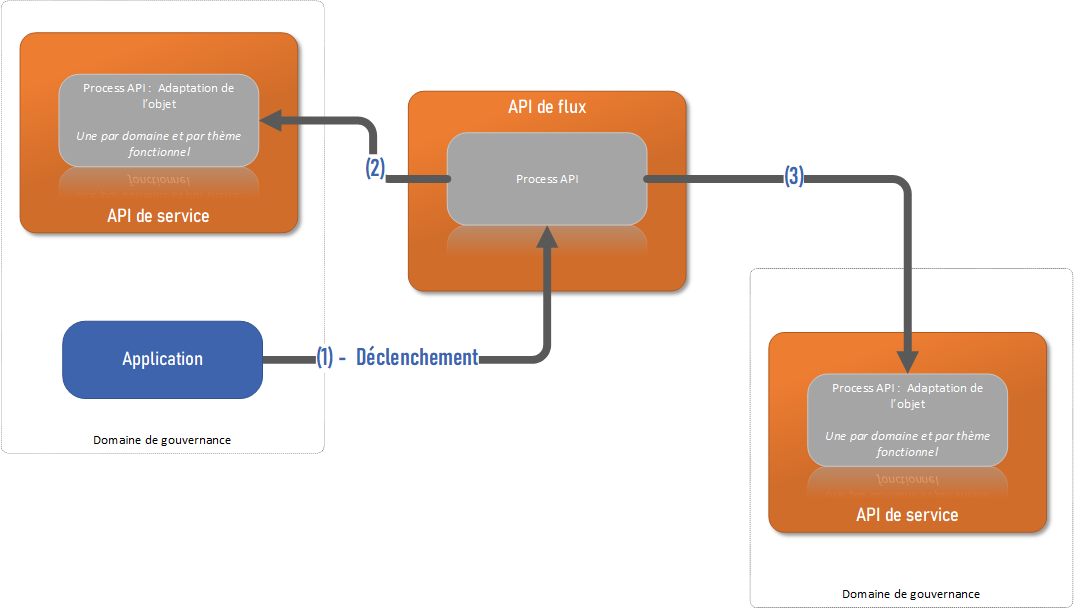 Process API : Adaptation de
l'objet
Une par domaine et par thème
fonctionnel
API de service
Application
Domaine de gouvernance
(1) - Déclenchement
(2)
API de flux
Process API
(3)
Process API : Adaptation de
l'objet
Une par domaine et par thème
fonctionnel
API de service
Domaine de gouvernance